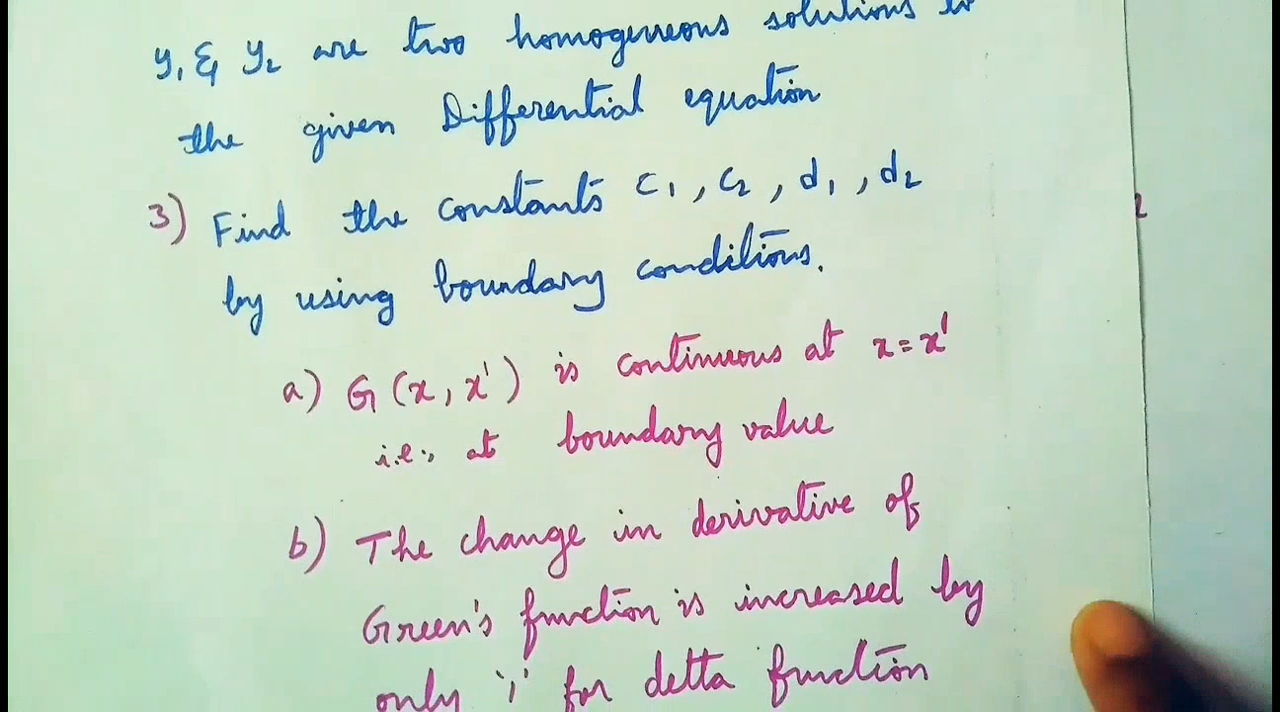 y₁ & y₂ are two homogeneous solutions to
the given Differential equation
3) Find the constants c₁, c₂, d₁, d₂
by using boundary conditions.
a) G(x, x') is continuous at x = x'
i.e., at boundary value
b) The change in derivative of
Green's function is increased by
only '1' for delta function